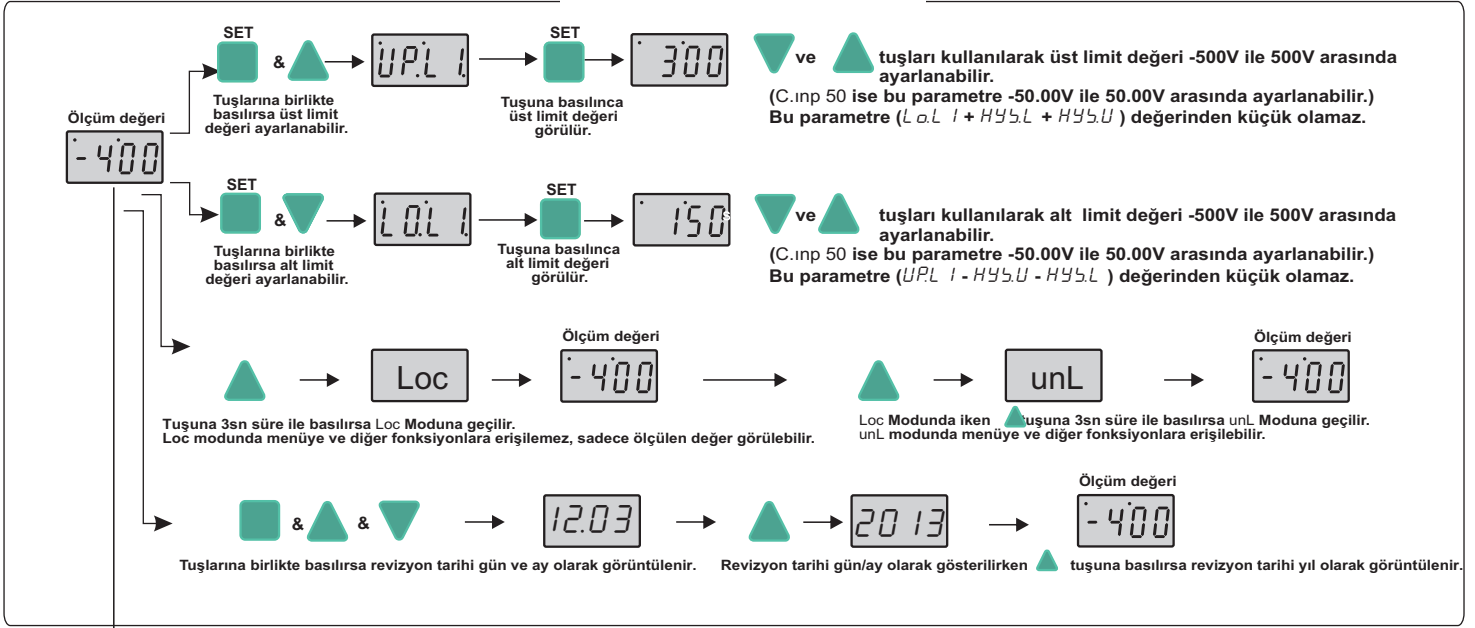 Ölçüm değeri
- 400
SET
&
UP.L 1.
SET
300
Tuşlarına birlikte
basılırsa üst limit
değeri ayarlanabilir.
Tuşuna basılınca
üst limit değeri
görülür.
ve tuşları kullanılarak üst limit değeri -500V ile 500V arasında
ayarlanabilir.
(C.ınp 50 ise bu parametre -50.00V ile 50.00V arasında ayarlanabilir.)
Bu parametre (Lo.L 1 + HYS.L + HYS.U ) değerinden küçük olamaz.
SET
&
LO.L 1.
SET
150
Tuşlarına birlikte
basılırsa alt limit
değeri ayarlanabilir.
Tuşuna basılınca
alt limit değeri
görülür.
ve tuşları kullanılarak alt limit değeri -500V ile 500V arasında
ayarlanabilir.
(C.ınp 50 ise bu parametre -50.00V ile 50.00V arasında ayarlanabilir.)
Bu parametre (UP.L 1 - HYS.U - HYS.L ) değerinden küçük olamaz.
Loc
Ölçüm değeri
- 400
unL
Ölçüm değeri
- 400
Tuşuna 3sn süre ile basılırsa Loc Moduna geçilir.
Loc modunda menüye ve diğer fonksiyonlara erişilemez, sadece ölçülen değer görülebilir.
Loc Modunda iken tuşuna 3sn süre ile basılırsa unL Moduna geçilir.
unL modunda menüye ve diğer fonksiyonlara erişilebilir.
& &
12.03
2013
Ölçüm değeri
- 400
Tuşlarına birlikte basılırsa revizyon tarihi gün ve ay olarak görüntülenir.
Revizyon tarihi gün/ay olarak gösterilirken tuşuna basılırsa revizyon tarihi yıl olarak görüntülenir.